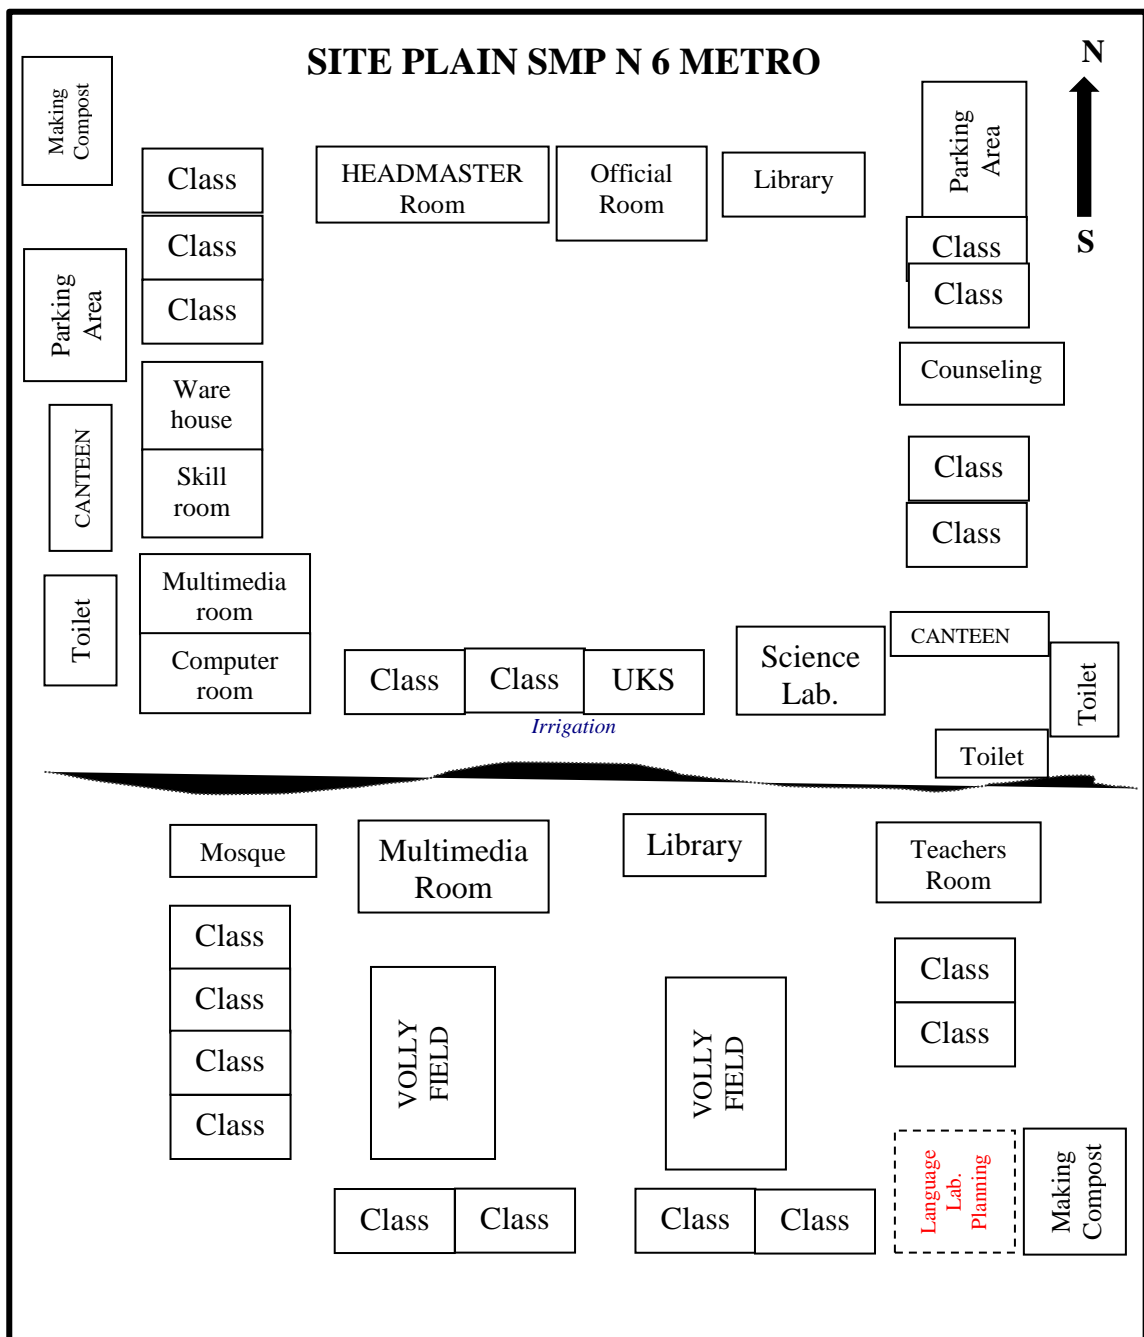 SITE PLAIN SMP N 6 METRO
N
S
Making
Compost
Class
HEADMASTER
Room
Official
Room
Library
Parking
Area
Class
Class
Class
Class
Parking
Area
Counseling
Ware
house
CANTEEN
Skill
room
Class
Class
Multimedia
room
Toilet
Computer
room
Class
Class
UKS
Science
Lab.
CANTEEN
Toilet
Irrigation
Toilet
Mosque
Multimedia
Room
Library
Teachers
Room
Class
Class
Class
Class
VOLLY
FIELD
VOLLY
FIELD
Class
Class
Language
Lab.
Planning
Making
Compost
Class
Class
Class
Class